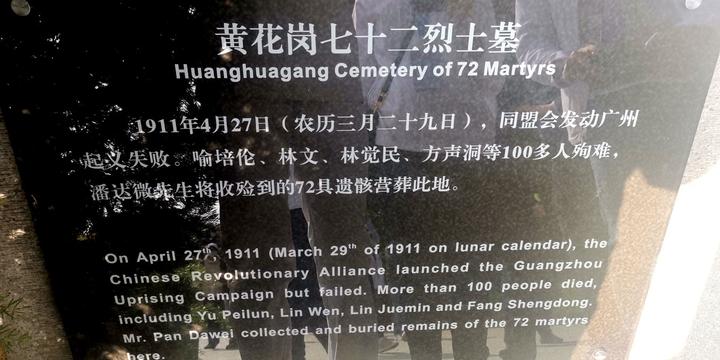 黄花岗七十二烈士墓
Huanghuagang Cemetery of 72 Martyrs
1911年4月27日（农历三月二十九日），同盟会发动广州
起义失败。喻培伦、林文、林觉民、方声洞等100多人殉难，
潘达微先生将收殓到的72具遗骸营葬此地。
On April 27th, 1911 (March 29th of 1911 on lunar calendar), the
Chinese Revolutionary Alliance launched the Guangzhou
Uprising Campaign but failed. More than 100 people died,
including Yu Peilun, Lin Wen, Lin Juemin and Fang Shengdong.
Mr. Pan Dawei collected and buried remains of the 72 martyrs
here.